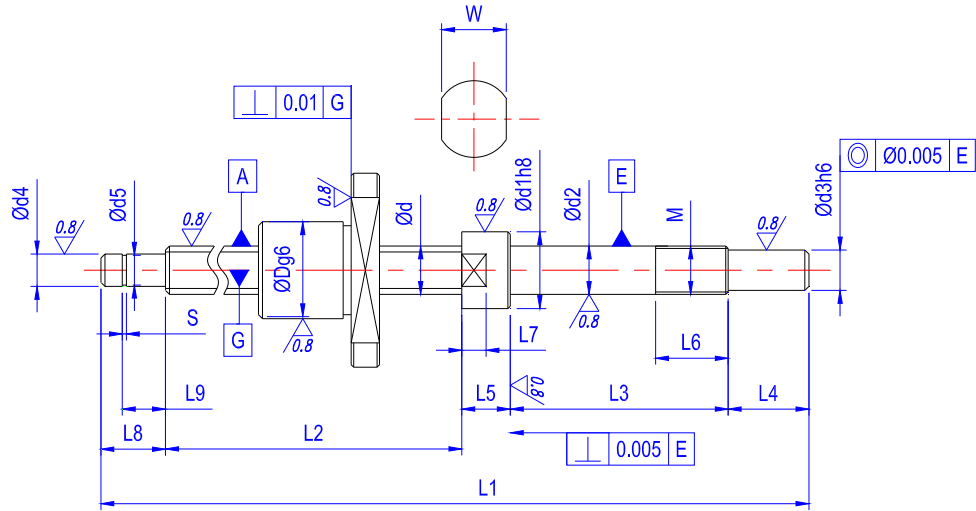 W
⊥ 0.01 G
◎ Ø0.005 E
Ød4
0.8
Ød5
0.8
A
0.8
Ød
0.8
Ød1h8
Ød2
E
M
0.8
Ød3h6
ØDg6
S
G
0.8
0.8
L7
L6
L9
L5
0.8
L3
L4
L8
L2
⊥ 0.005 E
L1